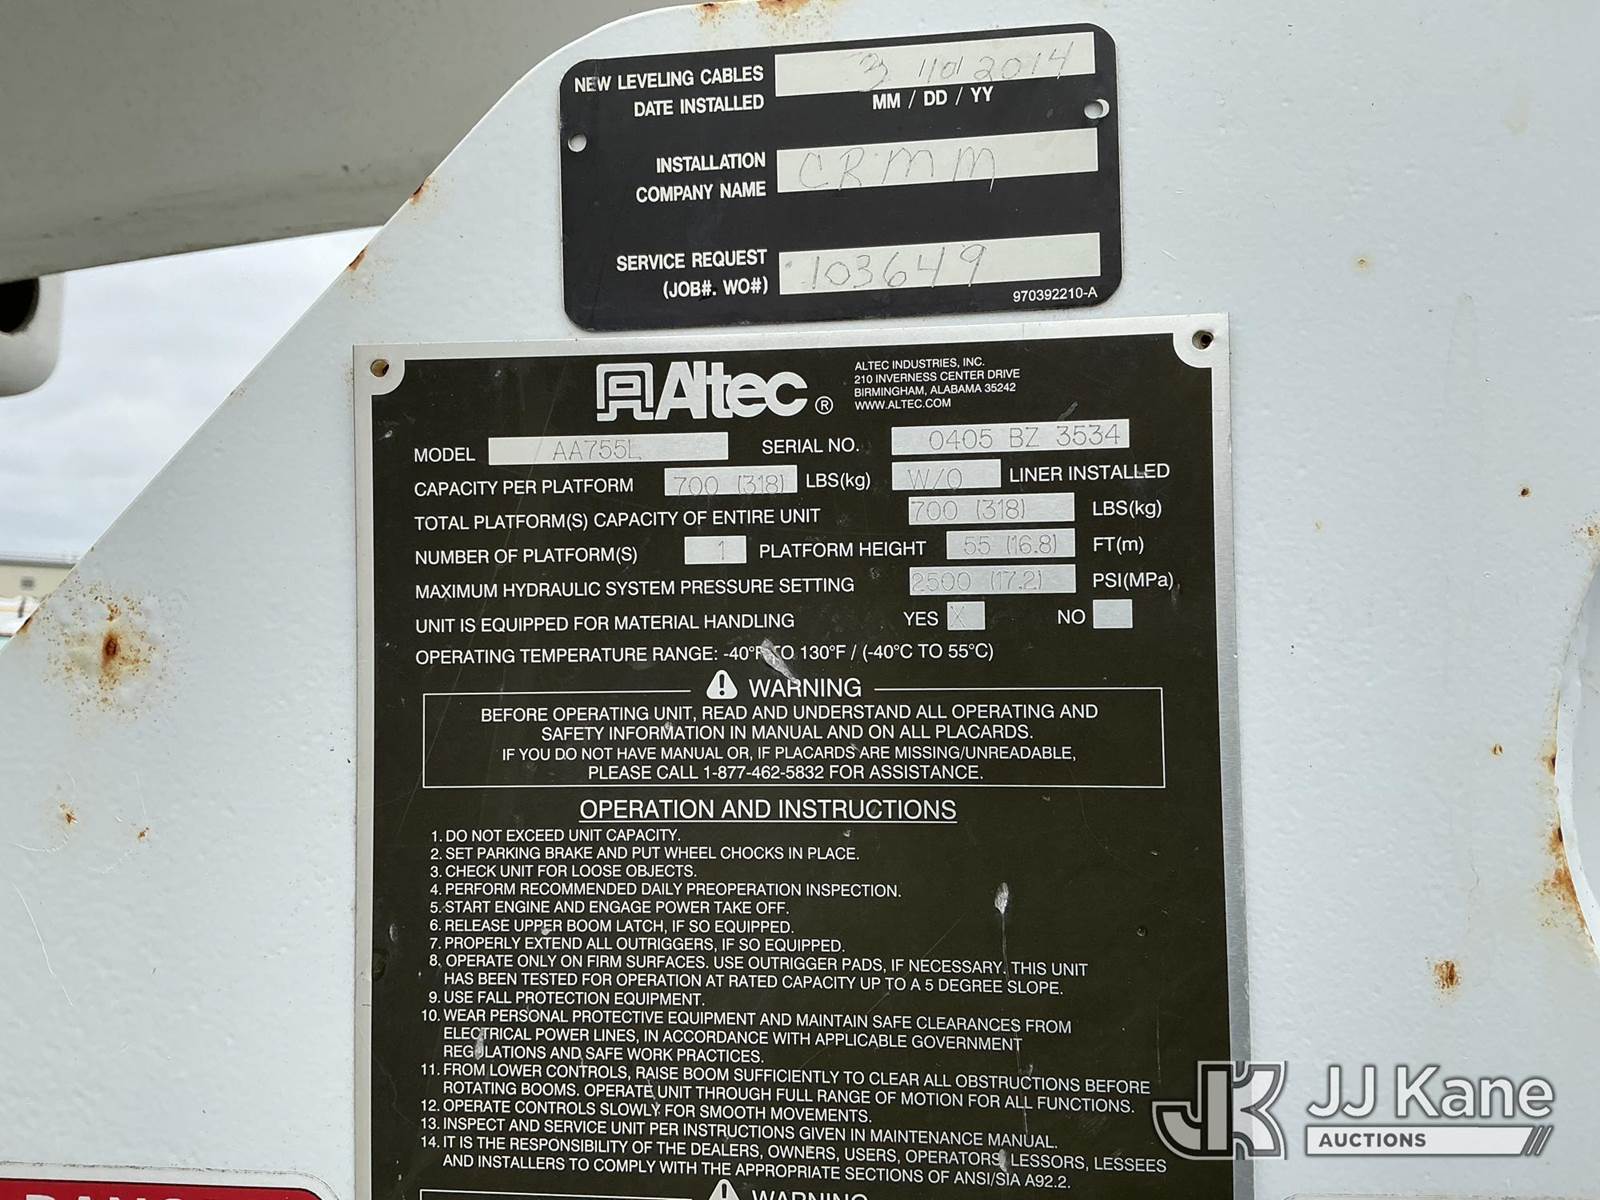 NEW LEVELING CABLES 3 10 2014
DATE INSTALLED MM / DD / YY
INSTALLATION CRMM
COMPANY NAME
SERVICE REQUEST 103649
(JOB#. WO#)
970392210-A
Altec ®
ALTEC INDUSTRIES, INC.
210 INVERNESS CENTER DRIVE
BIRMINGHAM, ALABAMA 35242
WWW.ALTEC.COM
MODEL AA755L SERIAL NO. 0405 BZ 3534
CAPACITY PER PLATFORM 700 (318) LBS(kg) W/O LINER INSTALLED
TOTAL PLATFORM(S) CAPACITY OF ENTIRE UNIT 700 (318) LBS(kg)
NUMBER OF PLATFORM(S) 1 PLATFORM HEIGHT 55 (16.8) FT(m)
MAXIMUM HYDRAULIC SYSTEM PRESSURE SETTING 2500 (17.2) PSI(MPa)
UNIT IS EQUIPPED FOR MATERIAL HANDLING YES X NO
OPERATING TEMPERATURE RANGE: -40°F TO 130°F / (-40°C TO 55°C)
WARNING
BEFORE OPERATING UNIT, READ AND UNDERSTAND ALL OPERATING AND
SAFETY INFORMATION IN MANUAL AND ON ALL PLACARDS.
IF YOU DO NOT HAVE MANUAL OR, IF PLACARDS ARE MISSING/UNREADABLE,
PLEASE CALL 1-877-462-5832 FOR ASSISTANCE.
OPERATION AND INSTRUCTIONS
1. DO NOT EXCEED UNIT CAPACITY.
2. SET PARKING BRAKE AND PUT WHEEL CHOCKS IN PLACE.
3. CHECK UNIT FOR LOOSE OBJECTS.
4. PERFORM RECOMMENDED DAILY PREOPERATION INSPECTION.
5. START ENGINE AND ENGAGE POWER TAKE OFF.
6. RELEASE UPPER BOOM LATCH, IF SO EQUIPPED.
7. PROPERLY EXTEND ALL OUTRIGGERS, IF SO EQUIPPED.
8. OPERATE ONLY ON FIRM SURFACES. USE OUTRIGGER PADS, IF NECESSARY. THIS UNIT
HAS BEEN TESTED FOR OPERATION AT RATED CAPACITY UP TO A 5 DEGREE SLOPE.
9. USE FALL PROTECTION EQUIPMENT.
10. WEAR PERSONAL PROTECTIVE EQUIPMENT AND MAINTAIN SAFE CLEARANCES FROM
ELECTRICAL POWER LINES, IN ACCORDANCE WITH APPLICABLE GOVERNMENT
REGULATIONS AND SAFE WORK PRACTICES.
11. FROM LOWER CONTROLS, RAISE BOOM SUFFICIENTLY TO CLEAR ALL OBSTRUCTIONS BEFORE
ROTATING BOOMS. OPERATE UNIT THROUGH FULL RANGE OF MOTION FOR ALL FUNCTIONS.
12. OPERATE CONTROLS SLOWLY FOR SMOOTH MOVEMENTS.
13. INSPECT AND SERVICE UNIT PER INSTRUCTIONS GIVEN IN MAINTENANCE MANUAL.
14. IT IS THE RESPONSIBILITY OF THE DEALERS, OWNERS, USERS, OPERATORS, LESSORS, LESSEES
AND INSTALLERS TO COMPLY WITH THE APPROPRIATE SECTIONS OF ANSI/SIA A92.2.
WARNING
JK JJ Kane
AUCTIONS